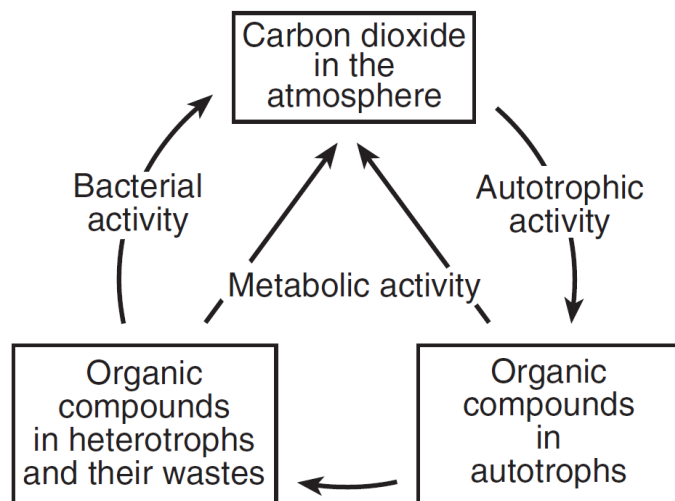 Carbon dioxide
in the
atmosphere
Bacterial
activity
Autotrophic
activity
Metabolic activity
Organic
compounds
in heterotrophs
and their wastes
Organic
compounds
in
autotrophs